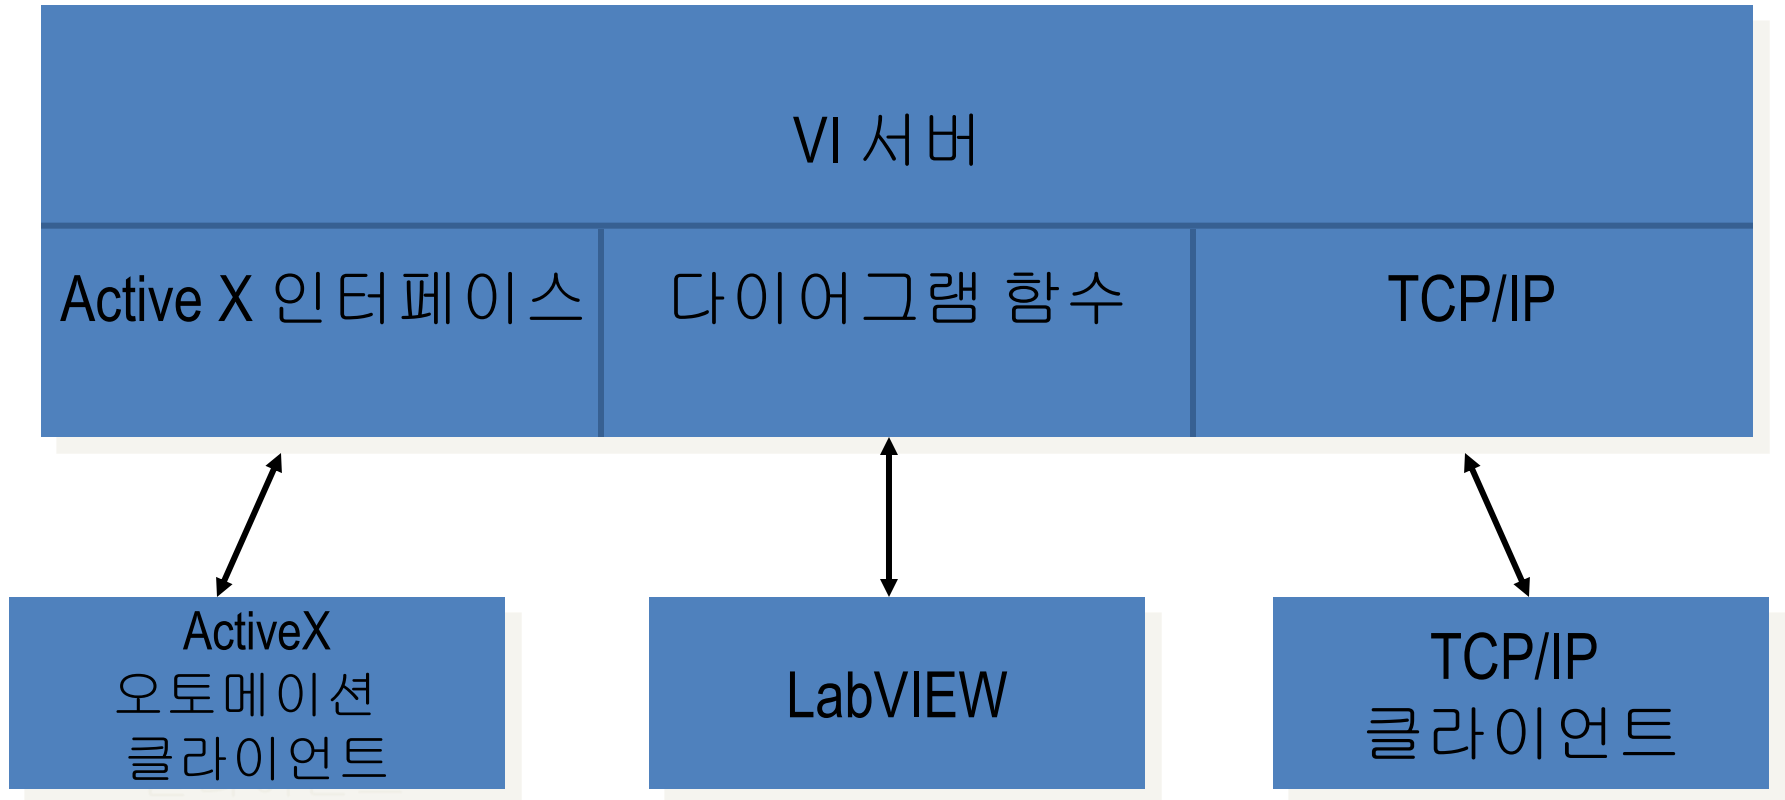 VI 서버
Active X 인터페이스
다이어그램 함수
TCP/IP
ActiveX
오토메이션
클라이언트
LabVIEW
TCP/IP
클라이언트